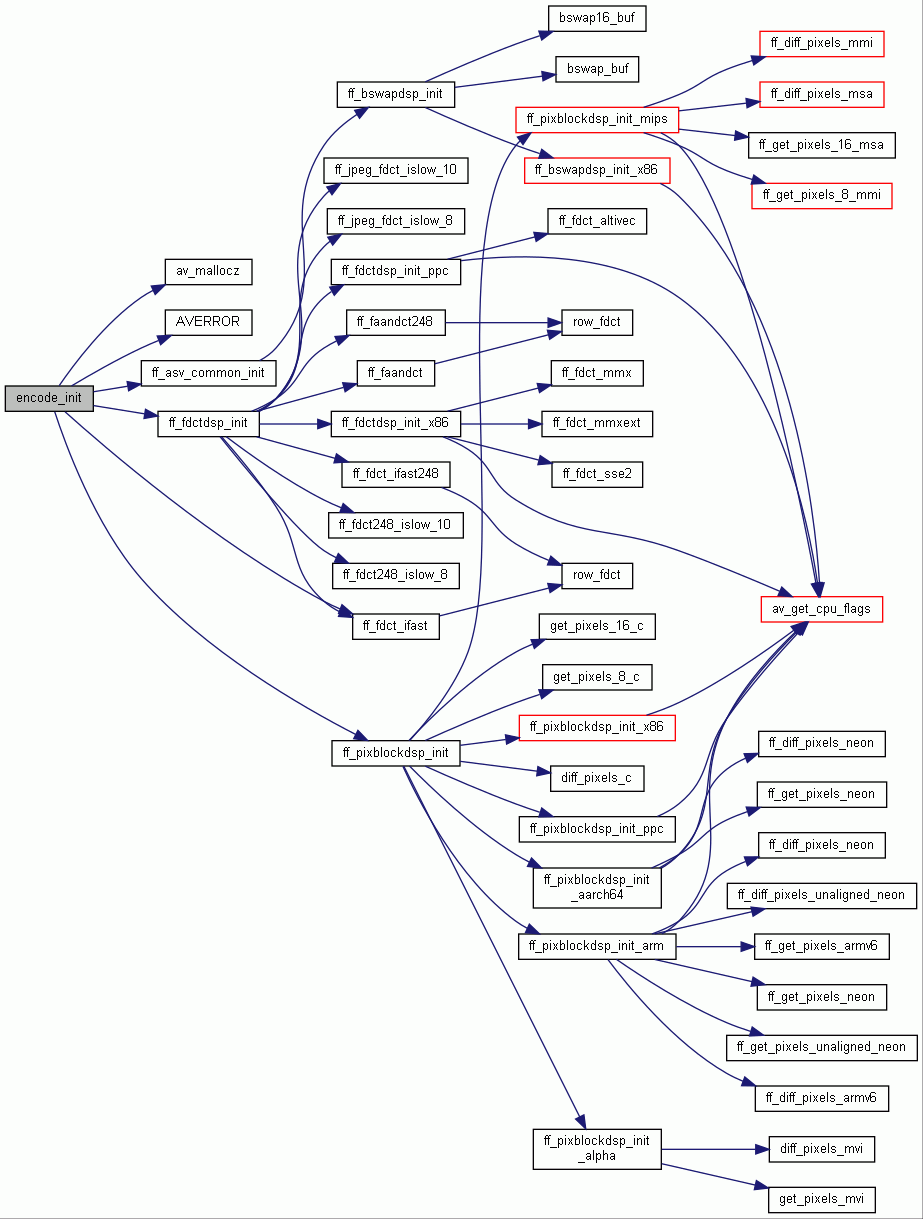 bswap16_buf
ff_diff_pixels_mmi
bswap_buf
ff_bswapdsp_init
ff_diff_pixels_msa
ff_pixblockdsp_init_mips
ff_get_pixels_16_msa
ff_jpeg_fdct_islow_10
ff_bswapdsp_init_x86
ff_get_pixels_8_mmi
ff_jpeg_fdct_islow_8
ff_fdct_altivec
av_mallocz
ff_fdctdsp_init_ppc
AVERROR
ff_faandct248
row_fdct
ff_asv_common_init
ff_faandct
ff_fdct_mmx
encode_init
ff_fdctdsp_init
ff_fdctdsp_init_x86
ff_fdct_mmxext
ff_fdct_ifast248
ff_fdct_sse2
ff_fdct248_islow_10
ff_fdct248_islow_8
row_fdct
av_get_cpu_flags
ff_fdct_ifast
get_pixels_16_c
get_pixels_8_c
ff_pixblockdsp_init_x86
ff_diff_pixels_neon
ff_pixblockdsp_init
diff_pixels_c
ff_get_pixels_neon
ff_pixblockdsp_init_ppc
ff_diff_pixels_neon
ff_pixblockdsp_init
_aarch64
ff_diff_pixels_unaligned_neon
ff_pixblockdsp_init_arm
ff_get_pixels_armv6
ff_get_pixels_neon
ff_get_pixels_unaligned_neon
ff_diff_pixels_armv6
ff_pixblockdsp_init
_alpha
diff_pixels_mvi
get_pixels_mvi